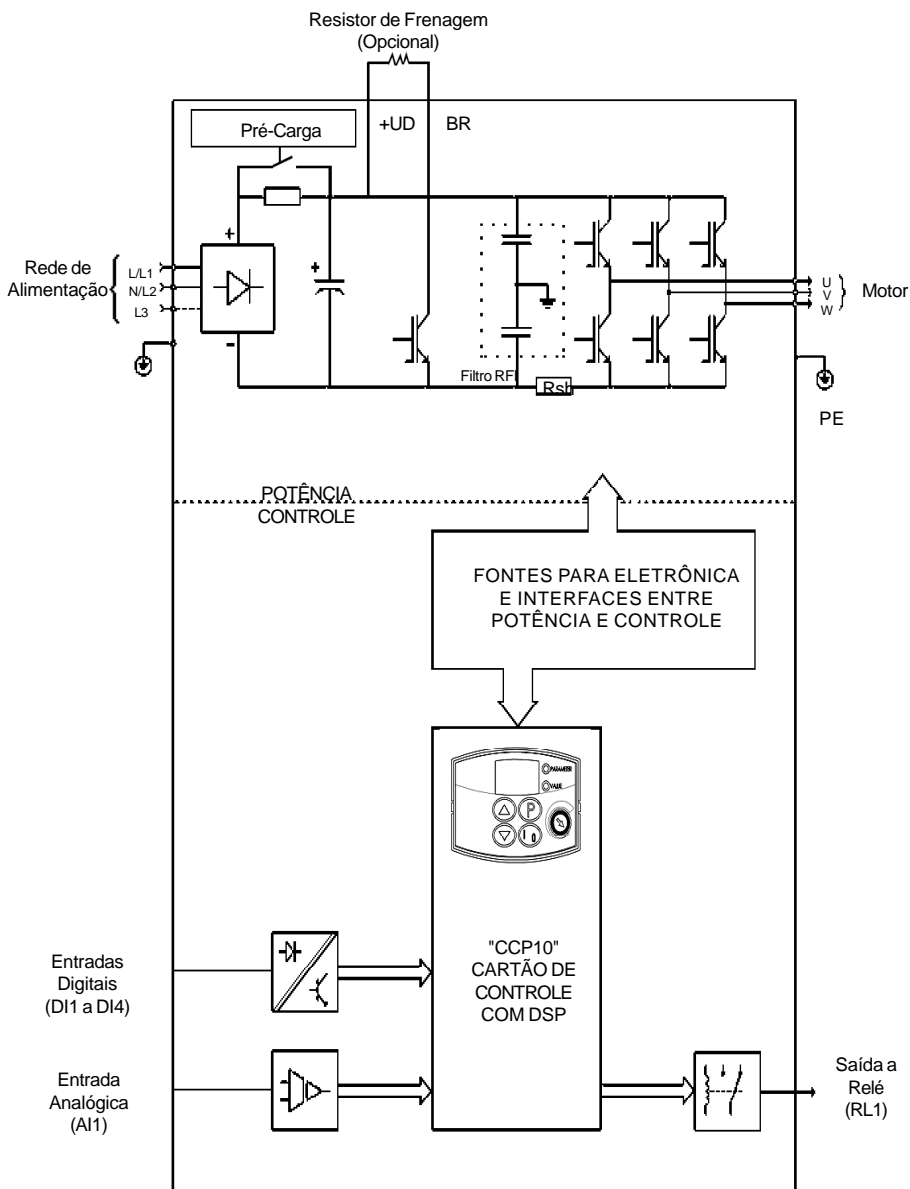 Resistor de Frenagem
(Opcional)
Pré-Carga
+UD
BR
+
+
Rede de
Alimentação
L/L1
N/L2
L3
-
U
V
W
Motor
Filtro RFI
Rsh
PE
POTÊNCIA
CONTROLE
FONTES PARA ELETRÔNICA
E INTERFACES ENTRE
POTÊNCIA E CONTROLE
PARAMETER
VALUE
P
I
0
"CCP10"
CARTÃO DE
CONTROLE
COM DSP
Entradas
Digitais
(DI1 a DI4)
Entrada
Analógica
(AI1)
Saída a
Relé
(RL1)